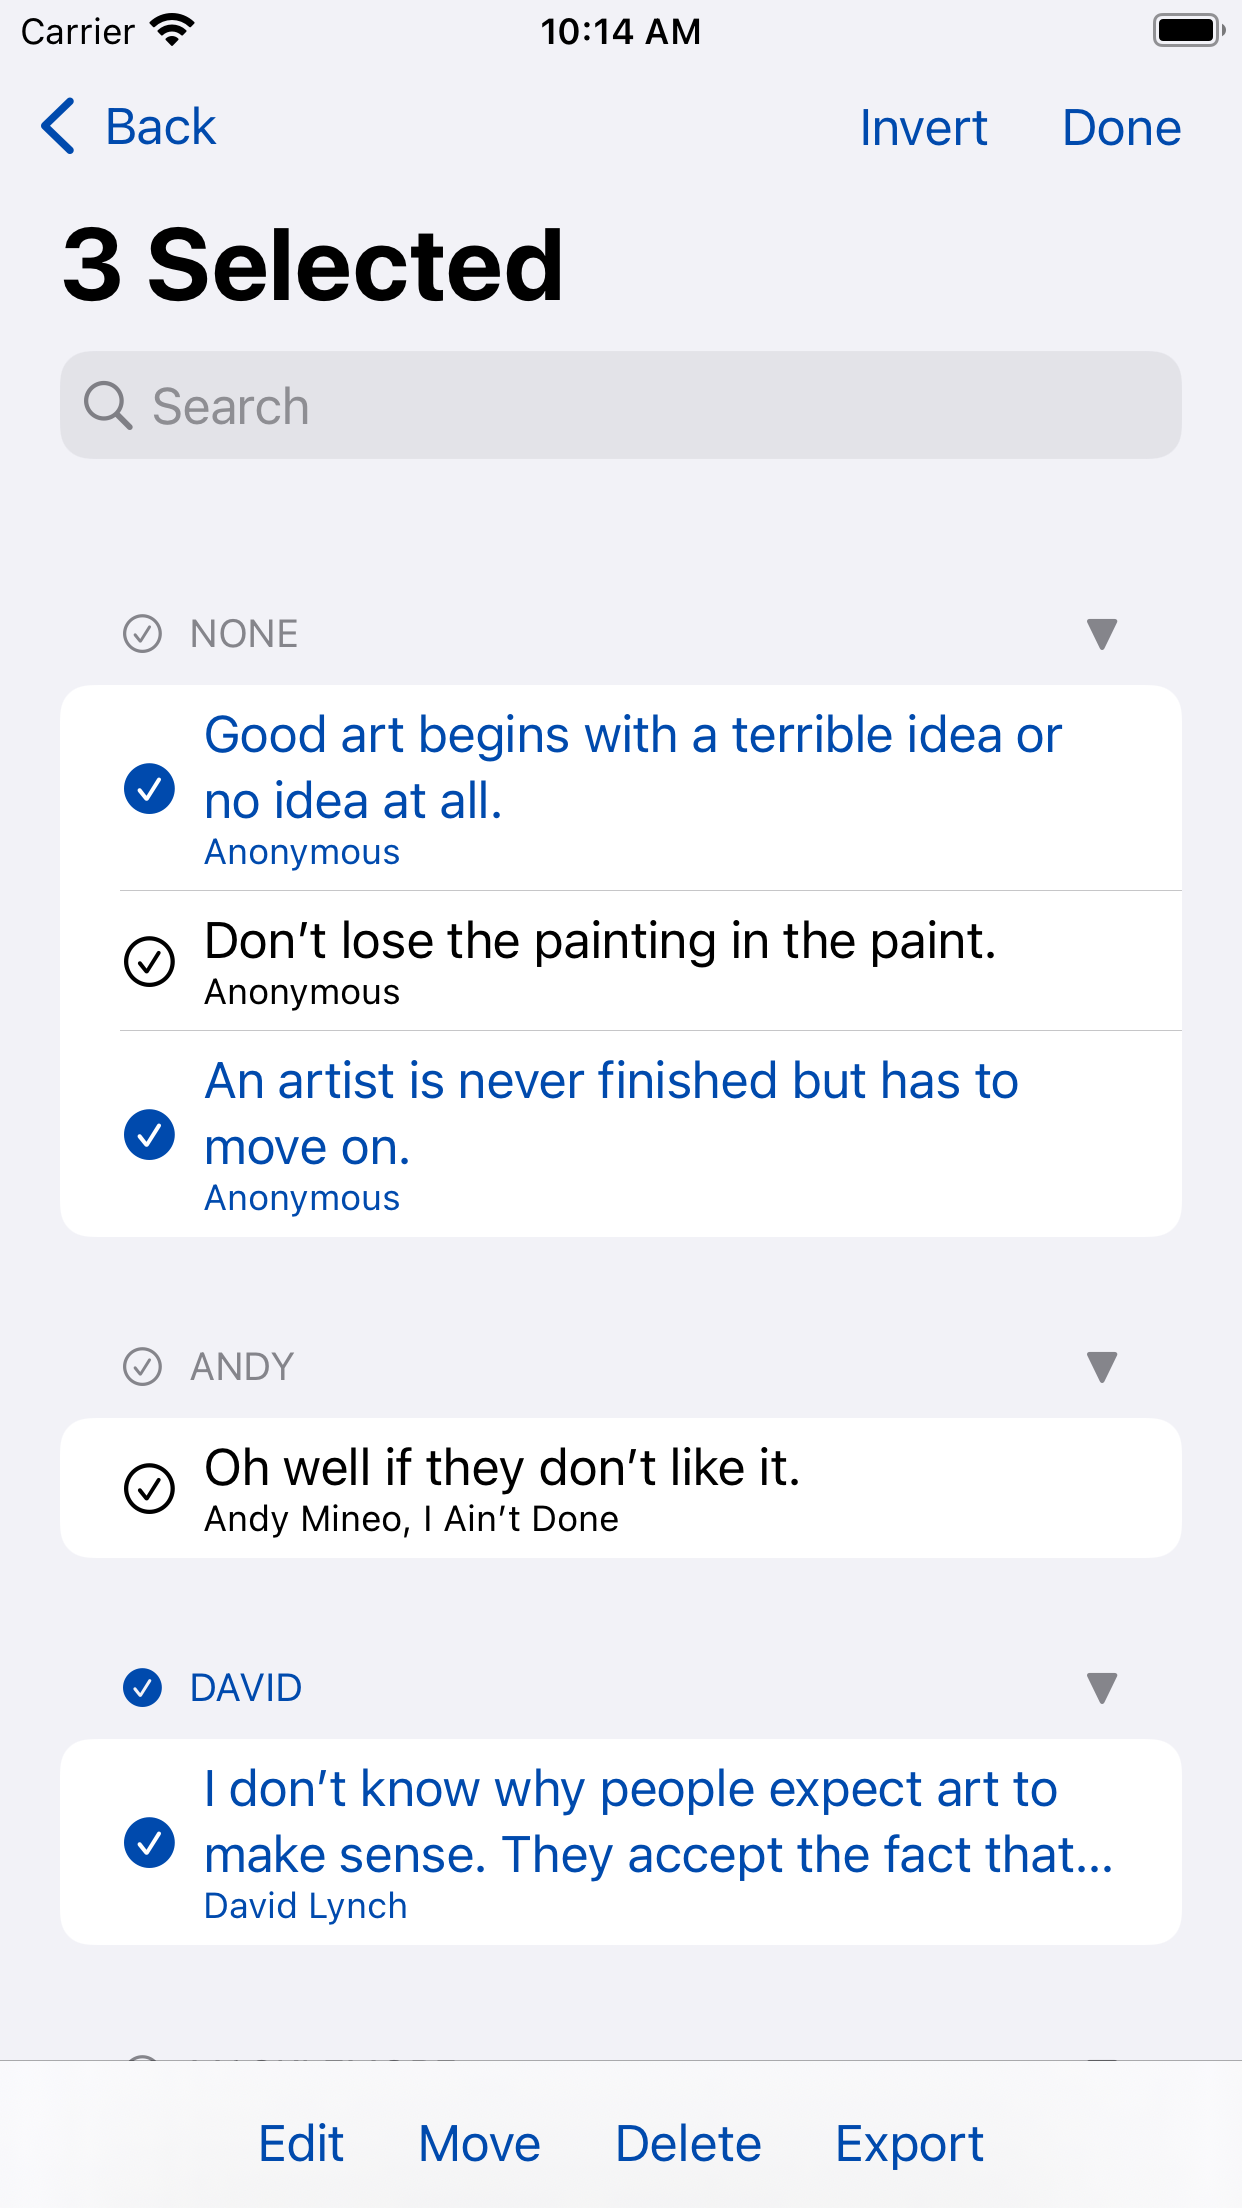 Carrier 10:14 AM
Back Invert Done
3 Selected
Search
NONE
Good art begins with a terrible idea or
no idea at all.
Anonymous
Don’t lose the painting in the paint.
Anonymous
An artist is never finished but has to
move on.
Anonymous
ANDY
Oh well if they don’t like it.
Andy Mineo, I Ain’t Done
DAVID
I don’t know why people expect art to
make sense. They accept the fact that...
David Lynch
Edit Move Delete Export